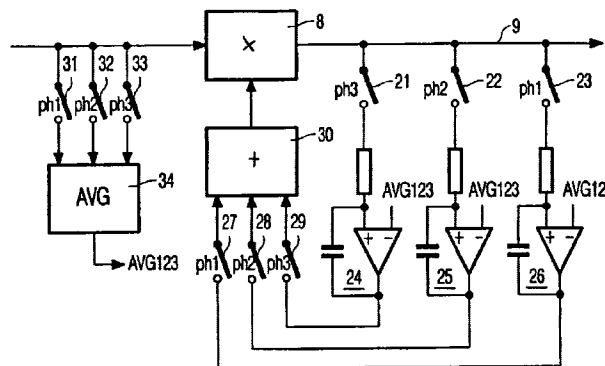 8
×
9
31
32
33
ph1
ph2
ph3
21
22
23
ph3
ph2
ph1
30
+
AVG
34
AVG123
27
28
29
ph1
ph2
ph3
AVG123
AVG123
AVG12
+ -
+ -
+ -
24
25
26